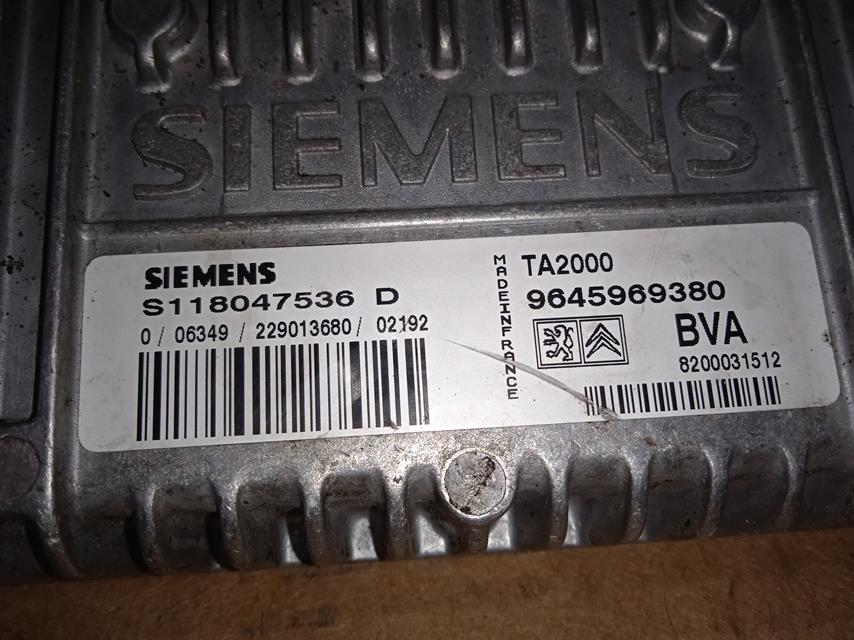 SIEMENS
SIEMENS
S118047536 D
0/ 06349 / 229013680 / 02192
MADEINFRANCE
TA2000
9645969380
BVA
8200031512